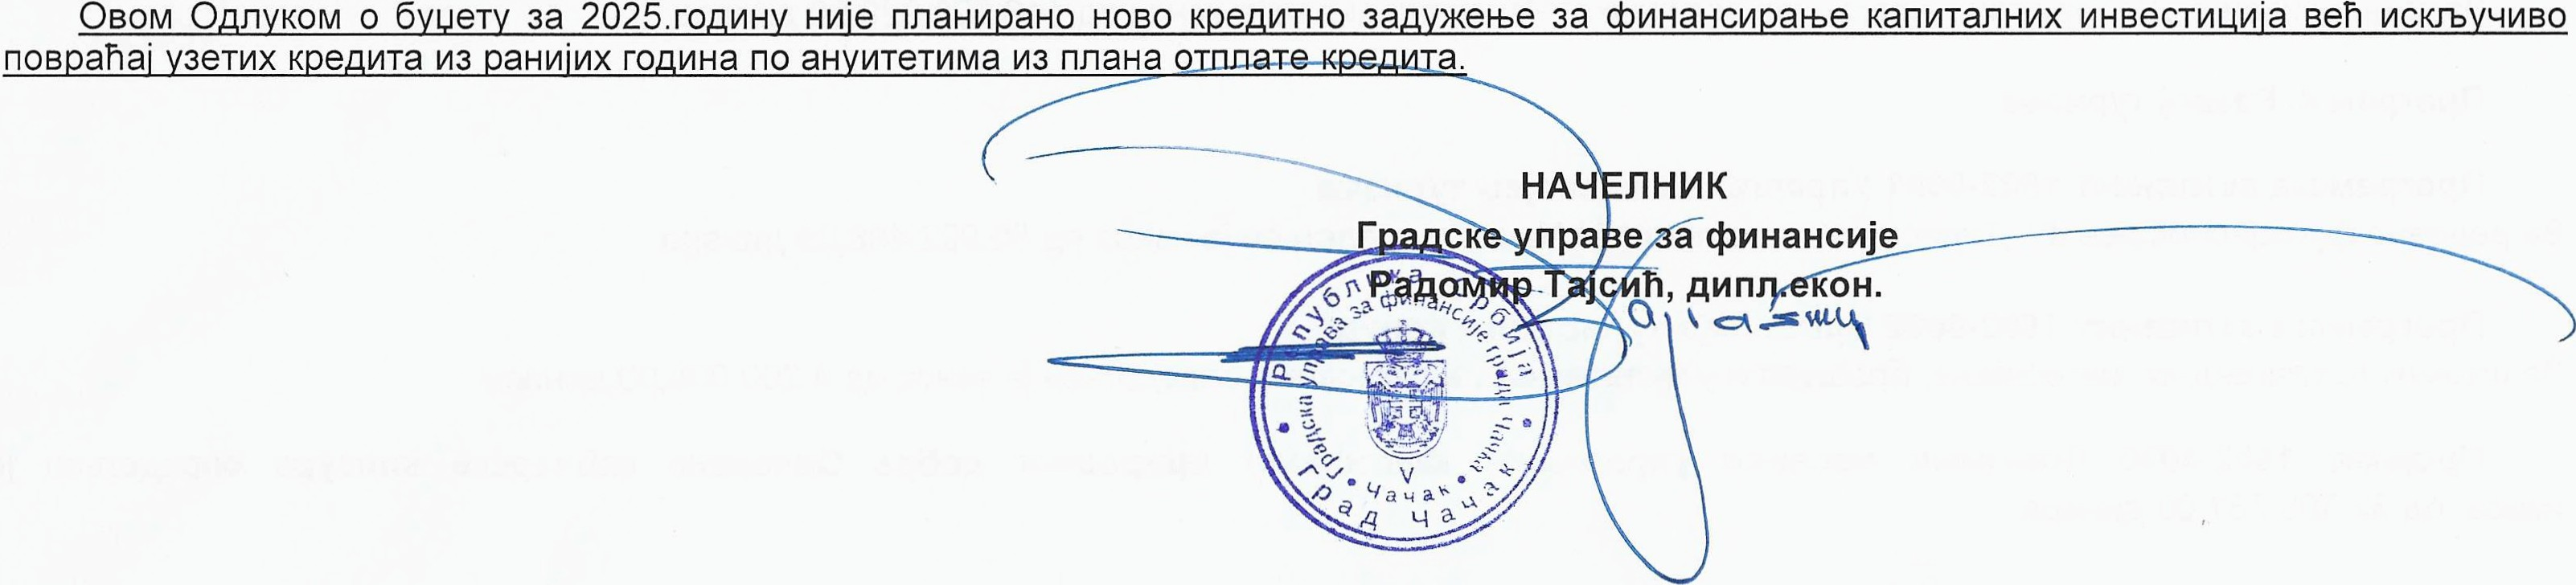 Овом Одлуком о буџету за 2025.годину није планирано ново кредитно задужење за финансирање капиталних инвестиција већ искључиво
повраћај узетих кредита из ранијих година по ануитетима из плана отплате кредита.
НАЧЕЛНИК
Градске управе за финансије
Радомир Тајсић, дипл.екон.
Република Србија
Градска управа за финансије града Чачка
V
Чачак
Град Чачак